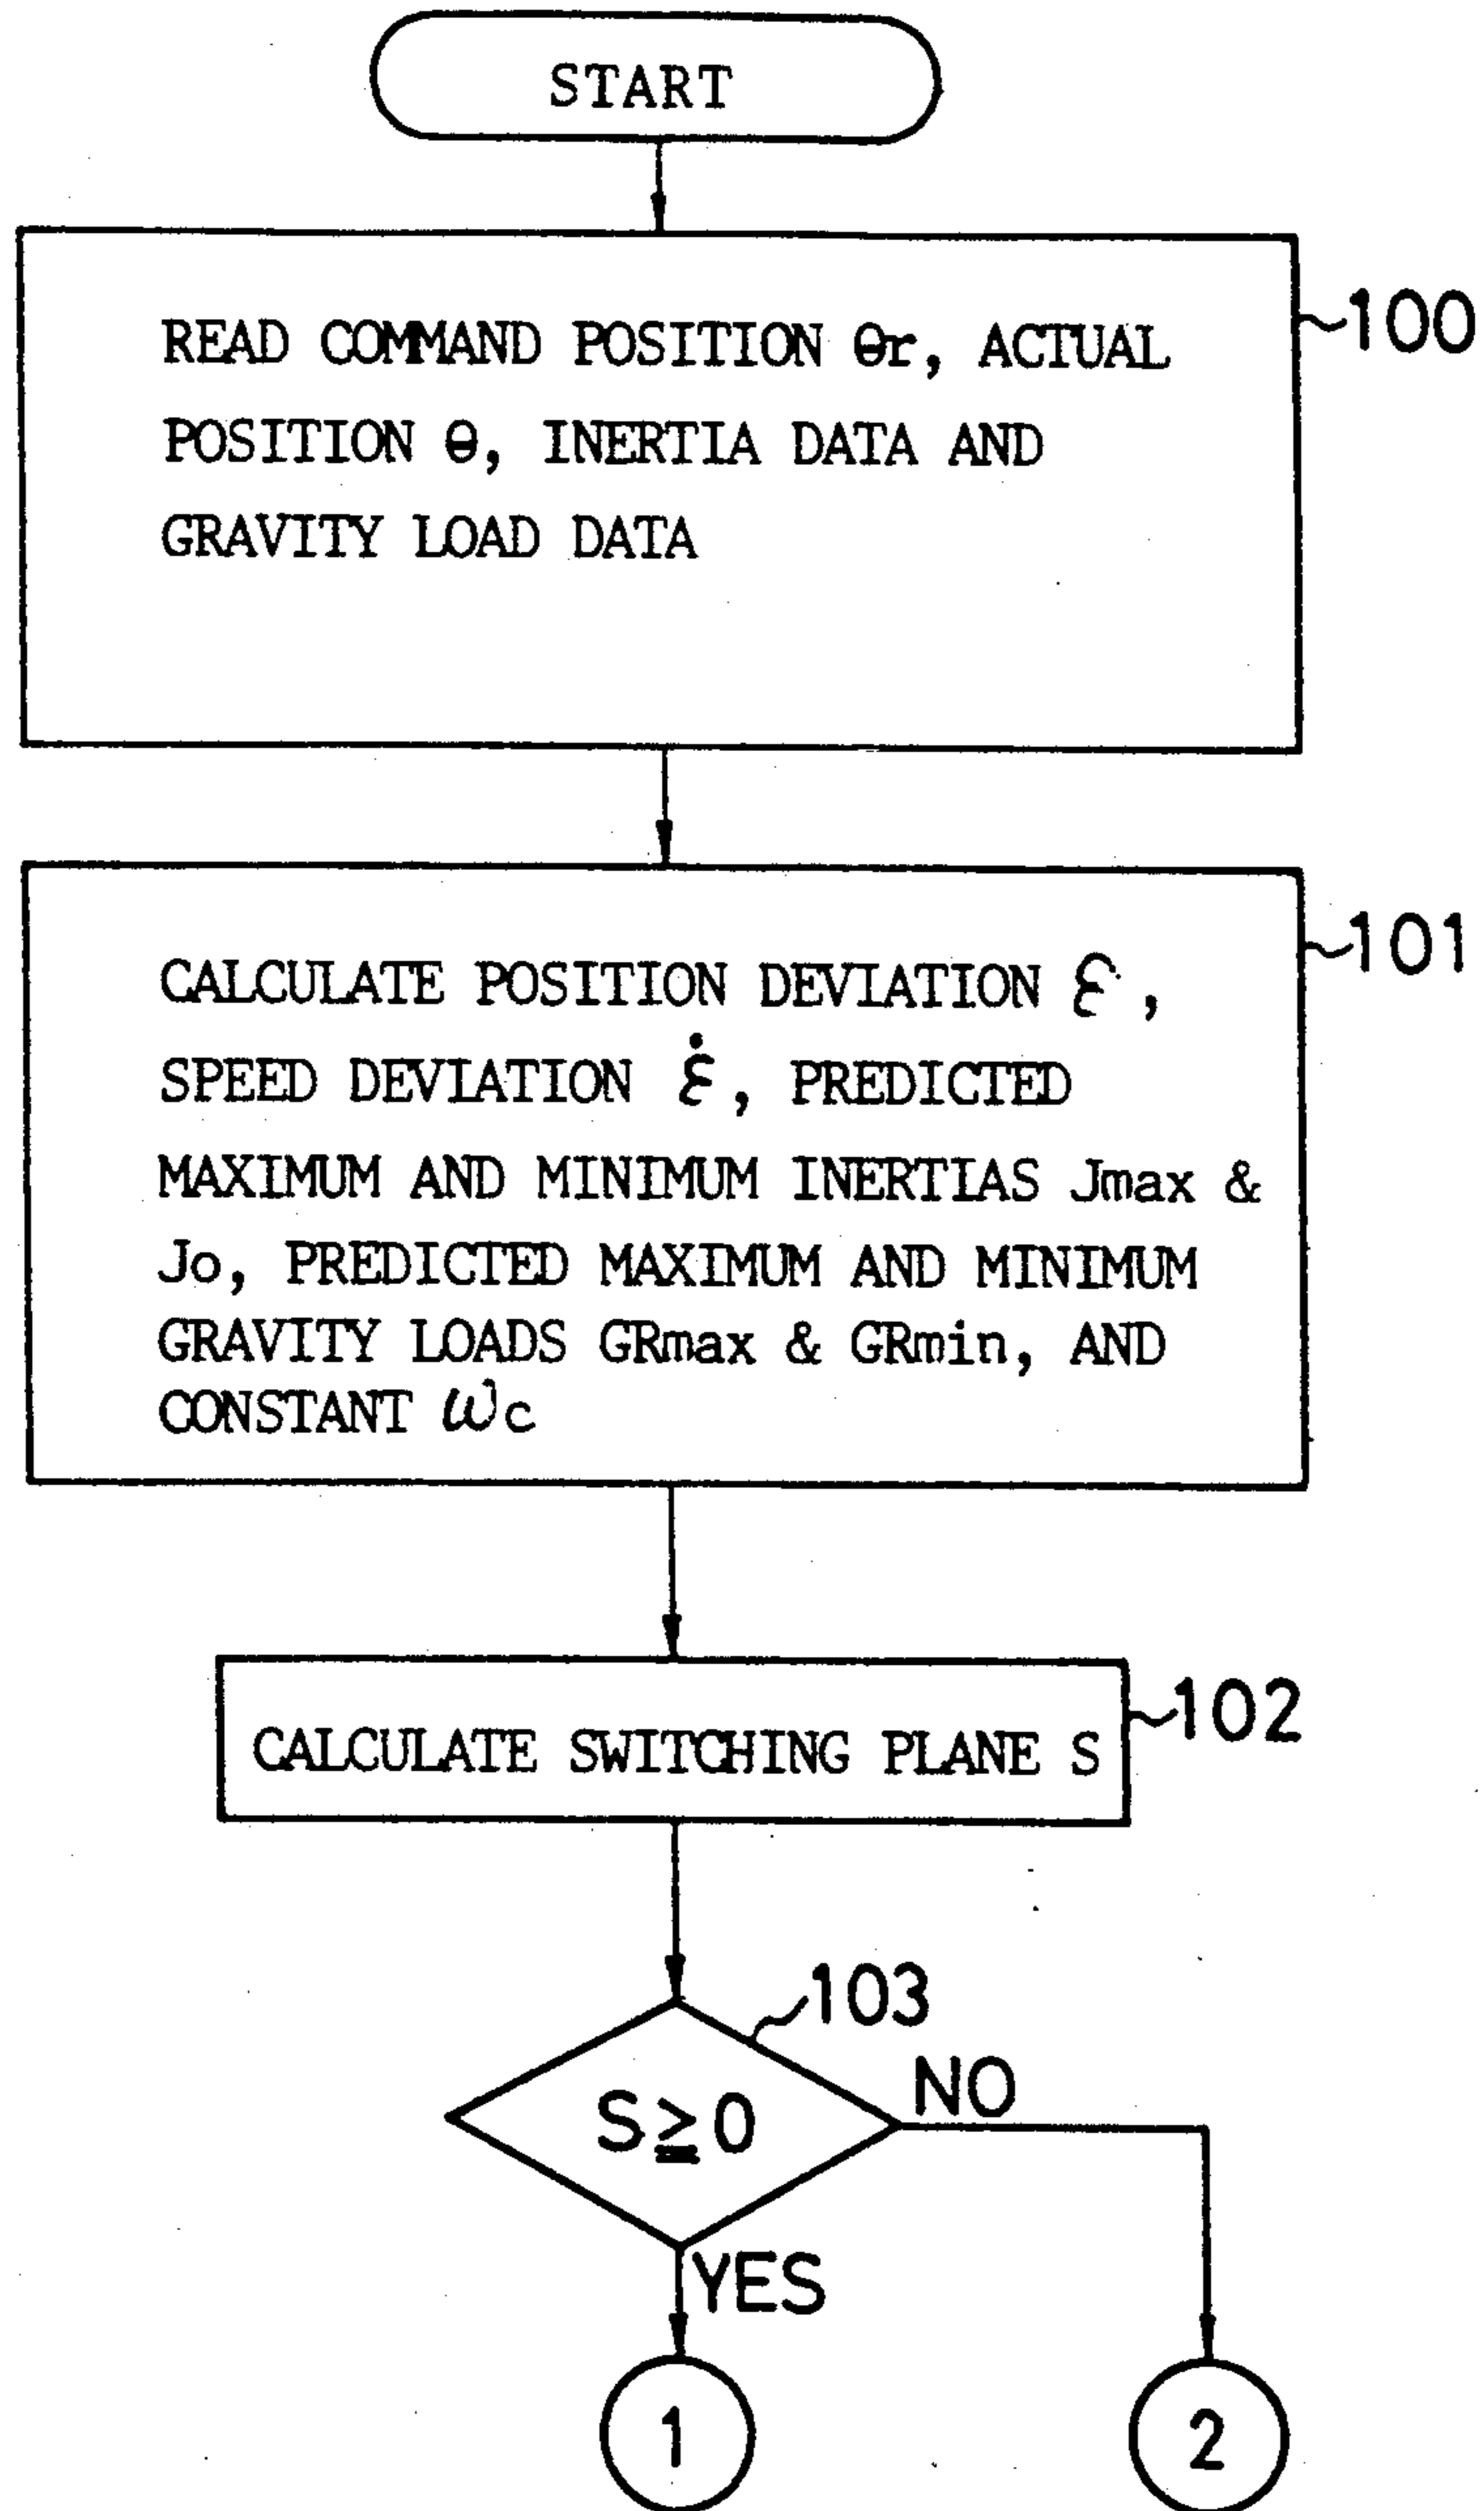 START
READ COMMAND POSITION θr, ACTUAL
POSITION θ, INERTIA DATA AND
GRAVITY LOAD DATA
100
CALCULATE POSITION DEVIATION ε,
SPEED DEVIATION ε̇, PREDICTED
MAXIMUM AND MINIMUM INERTIAS Jmax &
Jo, PREDICTED MAXIMUM AND MINIMUM
GRAVITY LOADS GRmax & GRmin, AND
CONSTANT ωc
101
CALCULATE SWITCHING PLANE S
102
103
S≧0
NO
YES
1
2